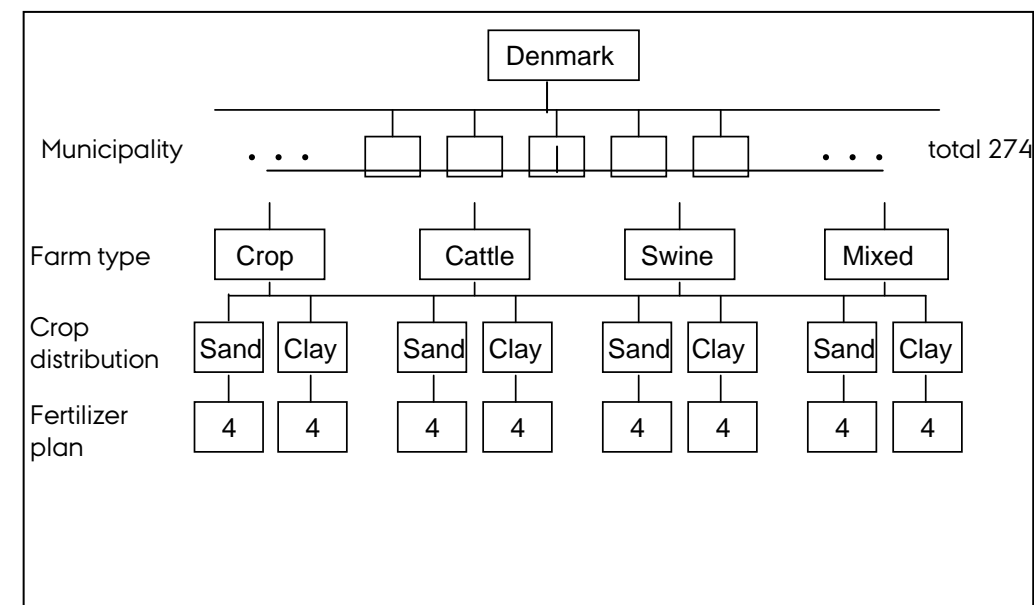 Denmark
Municipality . . . . . . total 274
Farm type Crop Cattle Swine Mixed
Crop
distribution Sand Clay Sand Clay Sand Clay Sand Clay
Fertilizer
plan 4 4 4 4 4 4 4 4